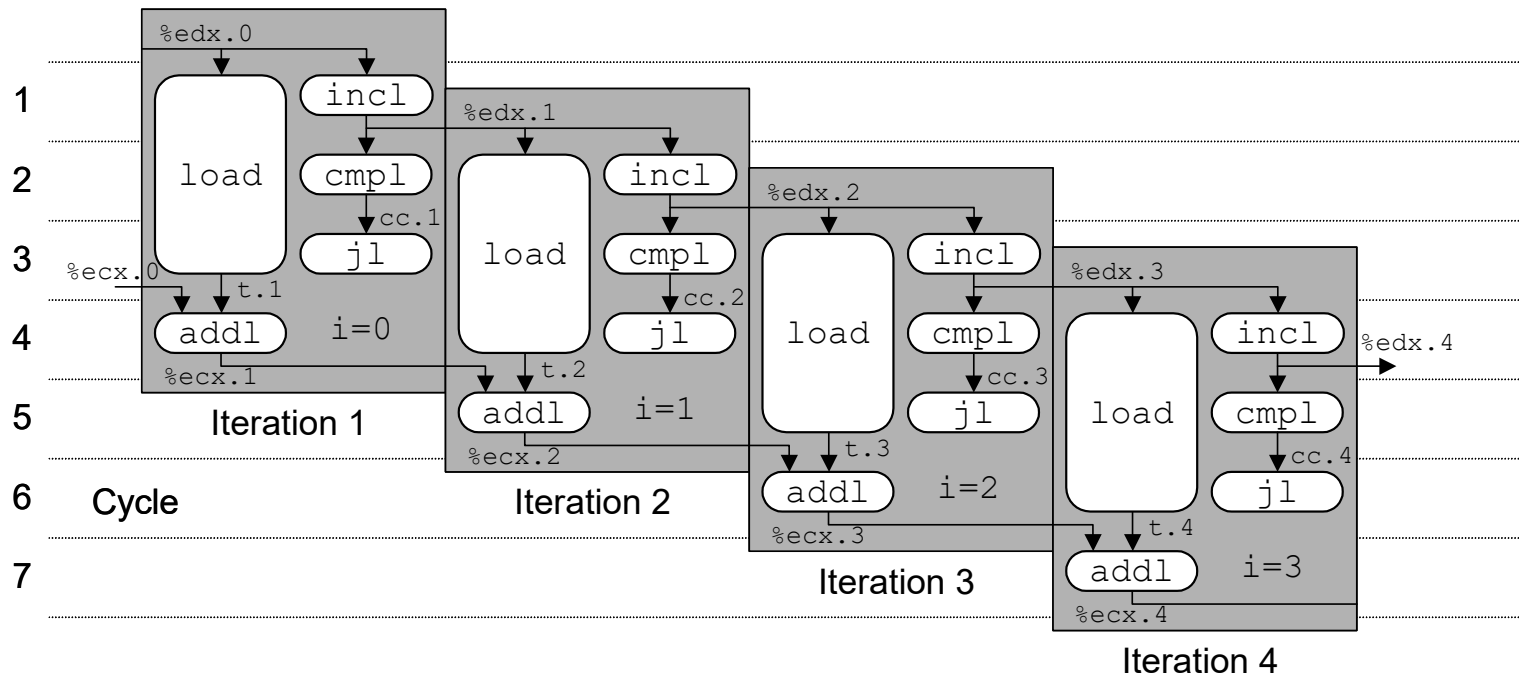 %edx.0
1
incl
%edx.1
load
2
cmpl
incl
%edx.2
cc.1
load
3
jl
cmpl
incl
%ecx.0
%edx.3
t.1
cc.2
load
4
addl
i=0
jl
cmpl
incl
%edx.4
%ecx.1
t.2
cc.3
load
5
Iteration 1
addl
i=1
jl
cmpl
%ecx.2
t.3
cc.4
6
Cycle
Iteration 2
addl
i=2
jl
%ecx.3
t.4
7
Iteration 3
addl
i=3
%ecx.4
Iteration 4